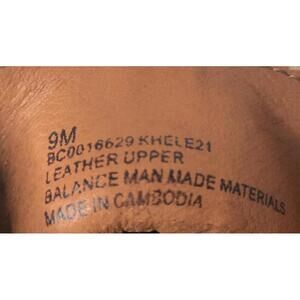 9M
BC0016629 KHELE21
LEATHER UPPER
BALANCE MAN MADE MATERIALS
MADE IN CAMBODIA